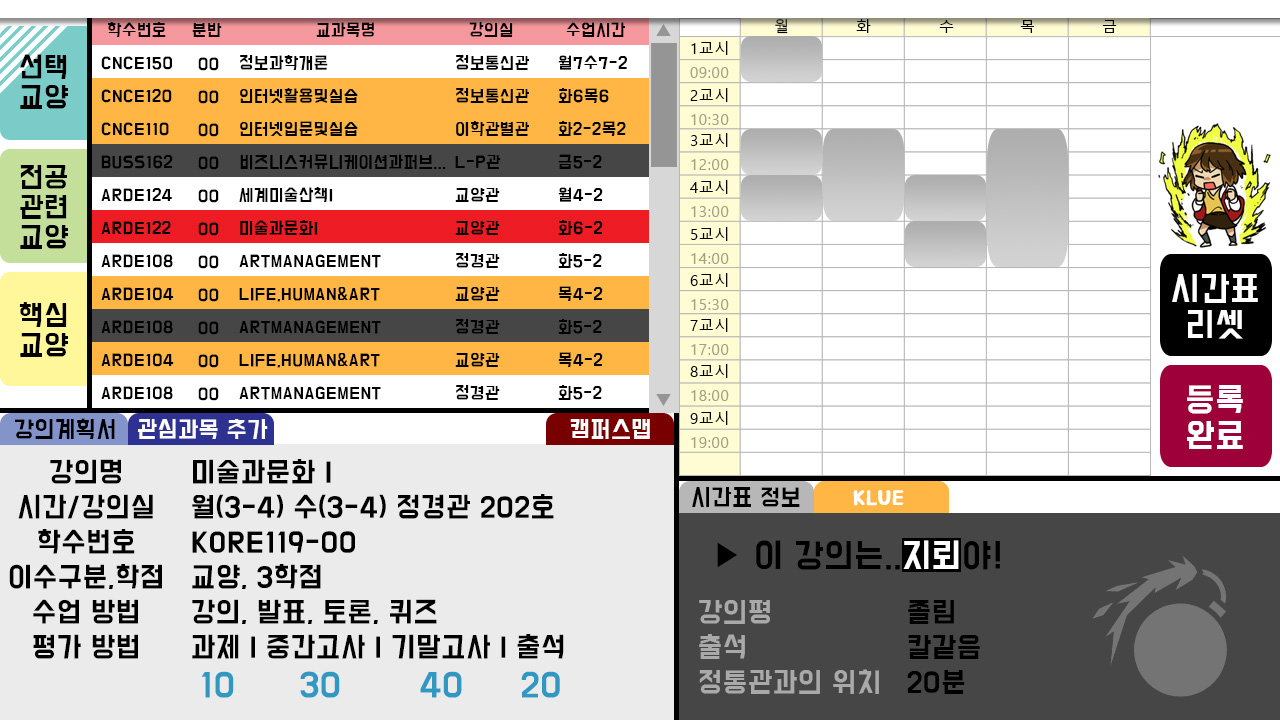 선택
교양
전공
관련
교양
핵심
교양
학수번호 분반 교과목명 강의실 수업시간
CNCE150 00 정보과학개론 정보통신관 월7수7-2
CNCE120 00 인터넷활용및실습 정보통신관 화6목6
CNCE110 00 인터넷입문및실습 이학관별관 화2-2목2
BUSS162 00 비즈니스커뮤니케이션과퍼브... L-P관 금5-2
ARDE124 00 세계미술산책I 교양관 월4-2
ARDE122 00 미술과문화I 교양관 화6-2
ARDE108 00 ARTMANAGEMENT 정경관 화5-2
ARDE104 00 LIFE,HUMAN&ART 교양관 목4-2
ARDE108 00 ARTMANAGEMENT 정경관 화5-2
ARDE104 00 LIFE,HUMAN&ART 교양관 목4-2
ARDE108 00 ARTMANAGEMENT 정경관 화5-2
월 화 수 목 금
1교시
09:00
2교시
10:30
3교시
12:00
4교시
13:00
5교시
14:00
6교시
15:30
7교시
17:00
8교시
18:00
9교시
19:00
시간표
리셋
등록
완료
강의계획서 관심과목 추가 캠퍼스맵
강의명 미술과문화 I
시간/강의실 월(3-4) 수(3-4) 정경관 202호
학수번호 KORE119-00
이수구분,학점 교양, 3학점
수업 방법 강의, 발표, 토론, 퀴즈
평가 방법 과제 I 중간고사 I 기말고사 I 출석
10 30 40 20
시간표 정보 KLUE
▶ 이 강의는..지뢰야!
강의평 졸림
출석 칼같음
정통관과의 위치 20분